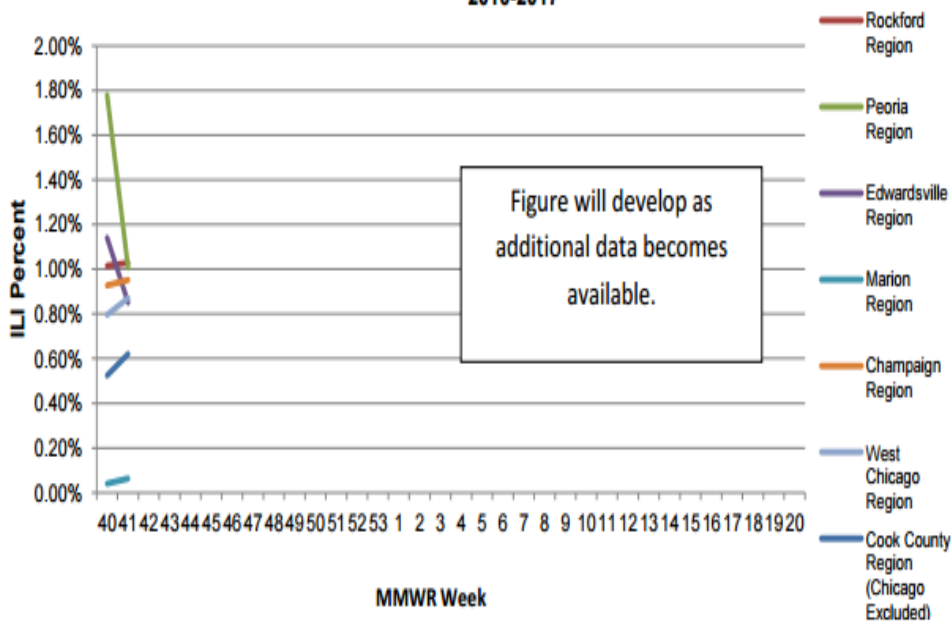 2016-2017
2.00%
1.80%
1.60%
1.40%
1.20%
1.00%
0.80%
0.60%
0.40%
0.20%
0.00%
ILI Percent
40 41 42 43 44 45 46 47 48 49 50 51 52 53 1 2 3 4 5 6 7 8 9 10 11 12 13 14 15 16 17 18 19 20
MMWR Week
Figure will develop as
additional data becomes
available.
Rockford
Region
Peoria
Region
Edwardsville
Region
Marion
Region
Champaign
Region
West
Chicago
Region
Cook County
Region
(Chicago
Excluded)